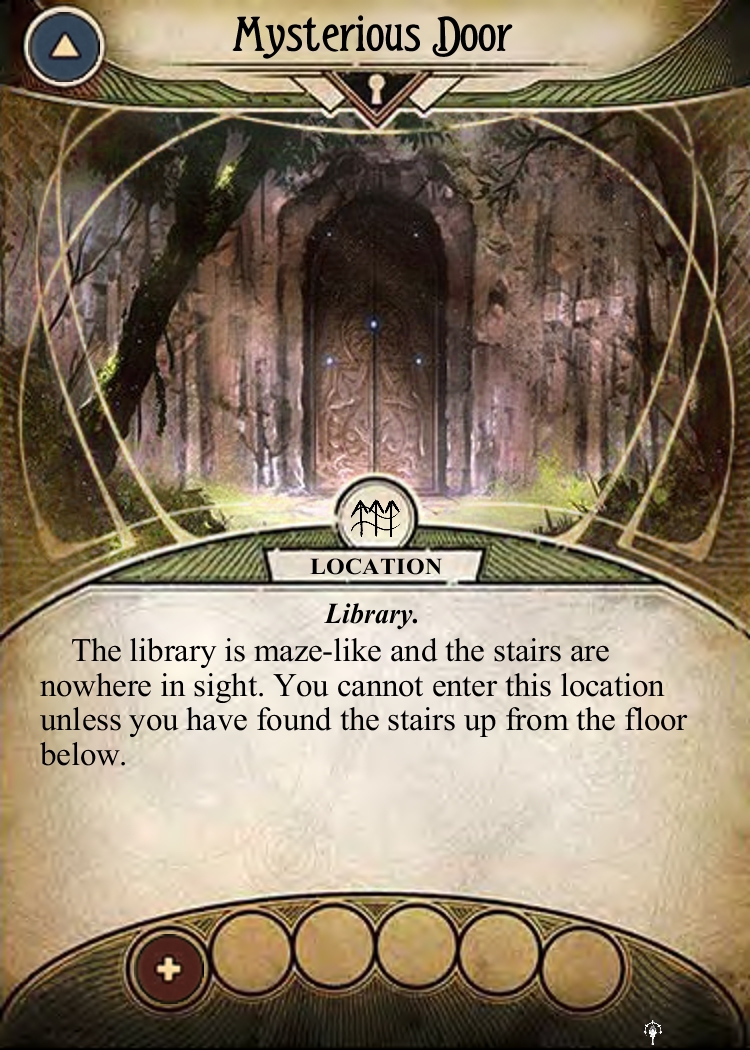 Mysterious Door
LOCATION
Library.
The library is maze-like and the stairs are
nowhere in sight. You cannot enter this location
unless you have found the stairs up from the floor
below.